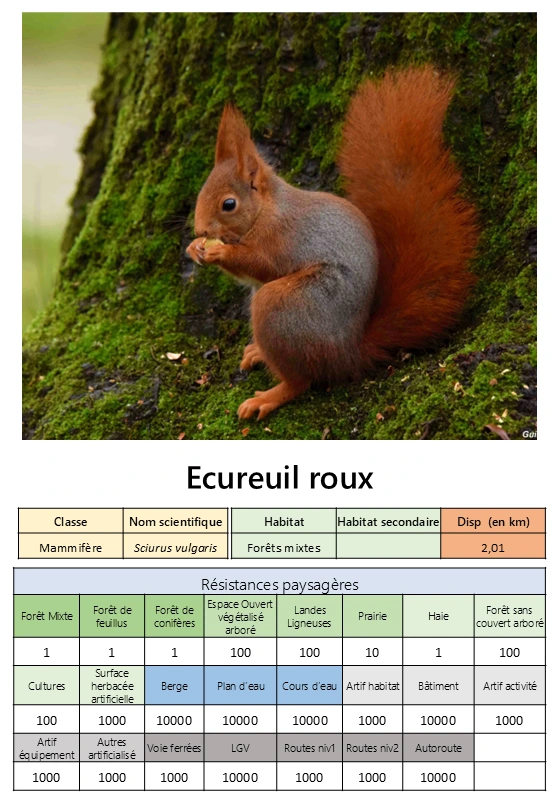 Gui
Ecureuil roux
Classe Nom scientifique Habitat Habitat secondaire Disp (en km)
Mammifère Sciurus vulgaris Forêts mixtes 2,01
Résistances paysagères
Forêt Mixte Forêt de feuillus Forêt de conifères Espace Ouvert végétalisé arboré Landes Ligneuses Prairie Haie Forêt sans couvert arboré
1 1 1 100 100 10 1 100
Cultures Surface herbacée artificielle Berge Plan d'eau Cours d'eau Artif habitat Bâtiment Artif activité
100 1000 10000 10000 10000 1000 10000 1000
Artif équipement Autres artificialisé Voie ferrées LGV Routes niv1 Routes niv2 Autoroute
1000 1000 1000 10000 1000 1000 10000